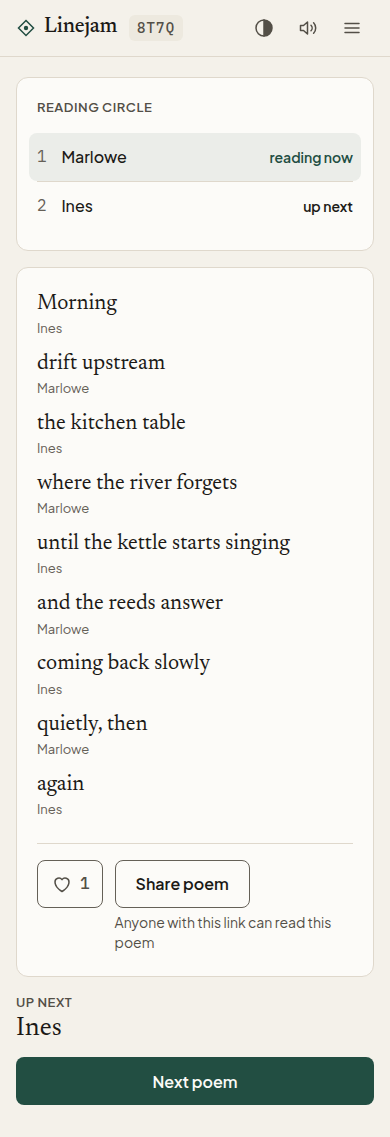 Linejam 8T7Q
READING CIRCLE
1 Marlowe reading now
2 Ines up next
Morning
Ines
drift upstream
Marlowe
the kitchen table
Ines
where the river forgets
Marlowe
until the kettle starts singing
Ines
and the reeds answer
Marlowe
coming back slowly
Ines
quietly, then
Marlowe
again
Ines
1 Share poem
Anyone with this link can read this
poem
UP NEXT
Ines
Next poem